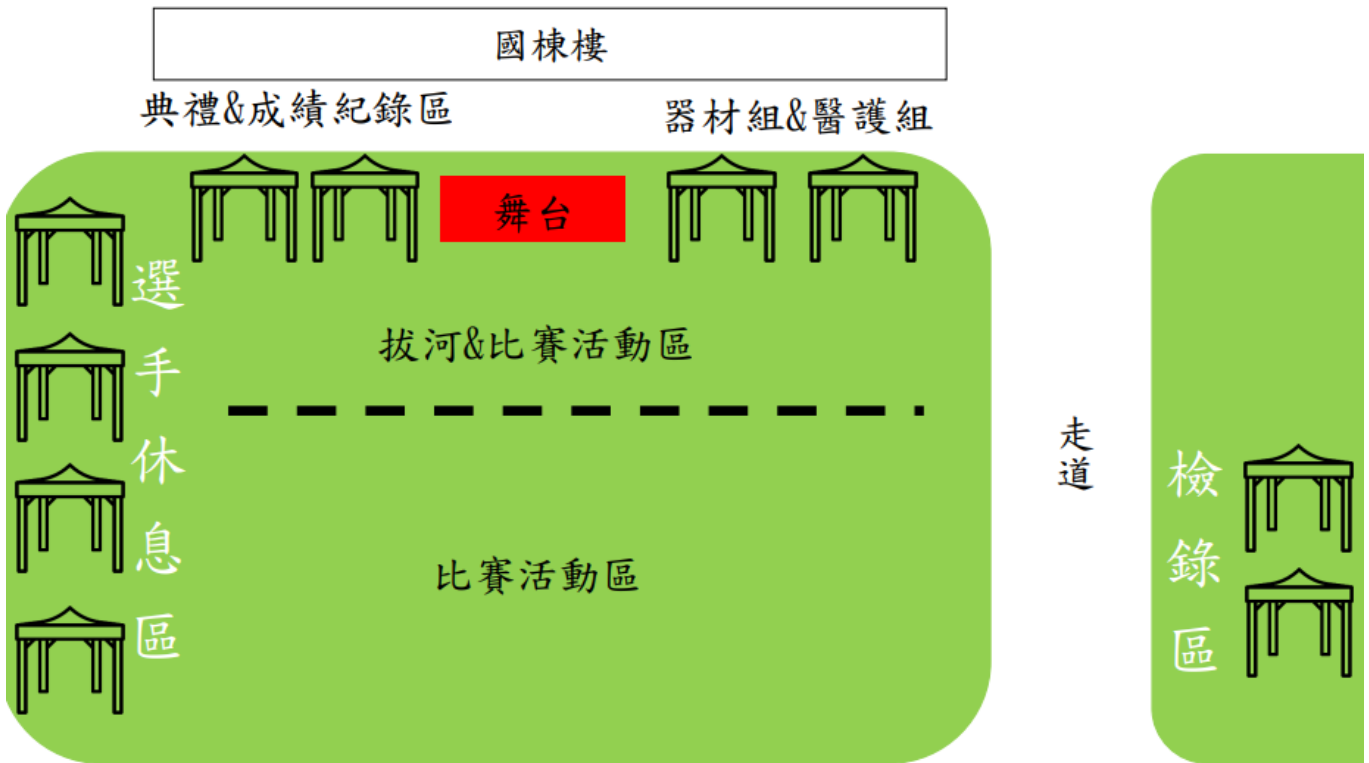 國棟樓
典禮&成績紀錄區
器材組&醫護組
舞台
選手休息區
拔河&比賽活動區
走道
檢錄區
比賽活動區